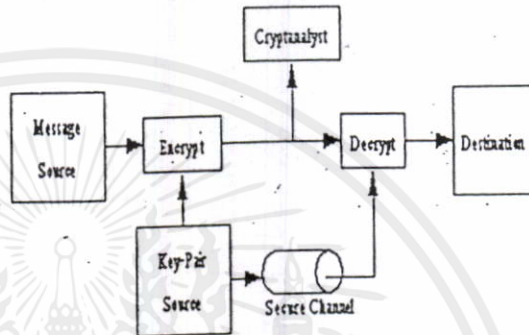 Cryptanalyst
Message
Source
Encrypt
Decrypt
Destination
Key-Pair
Source
Secure Channel